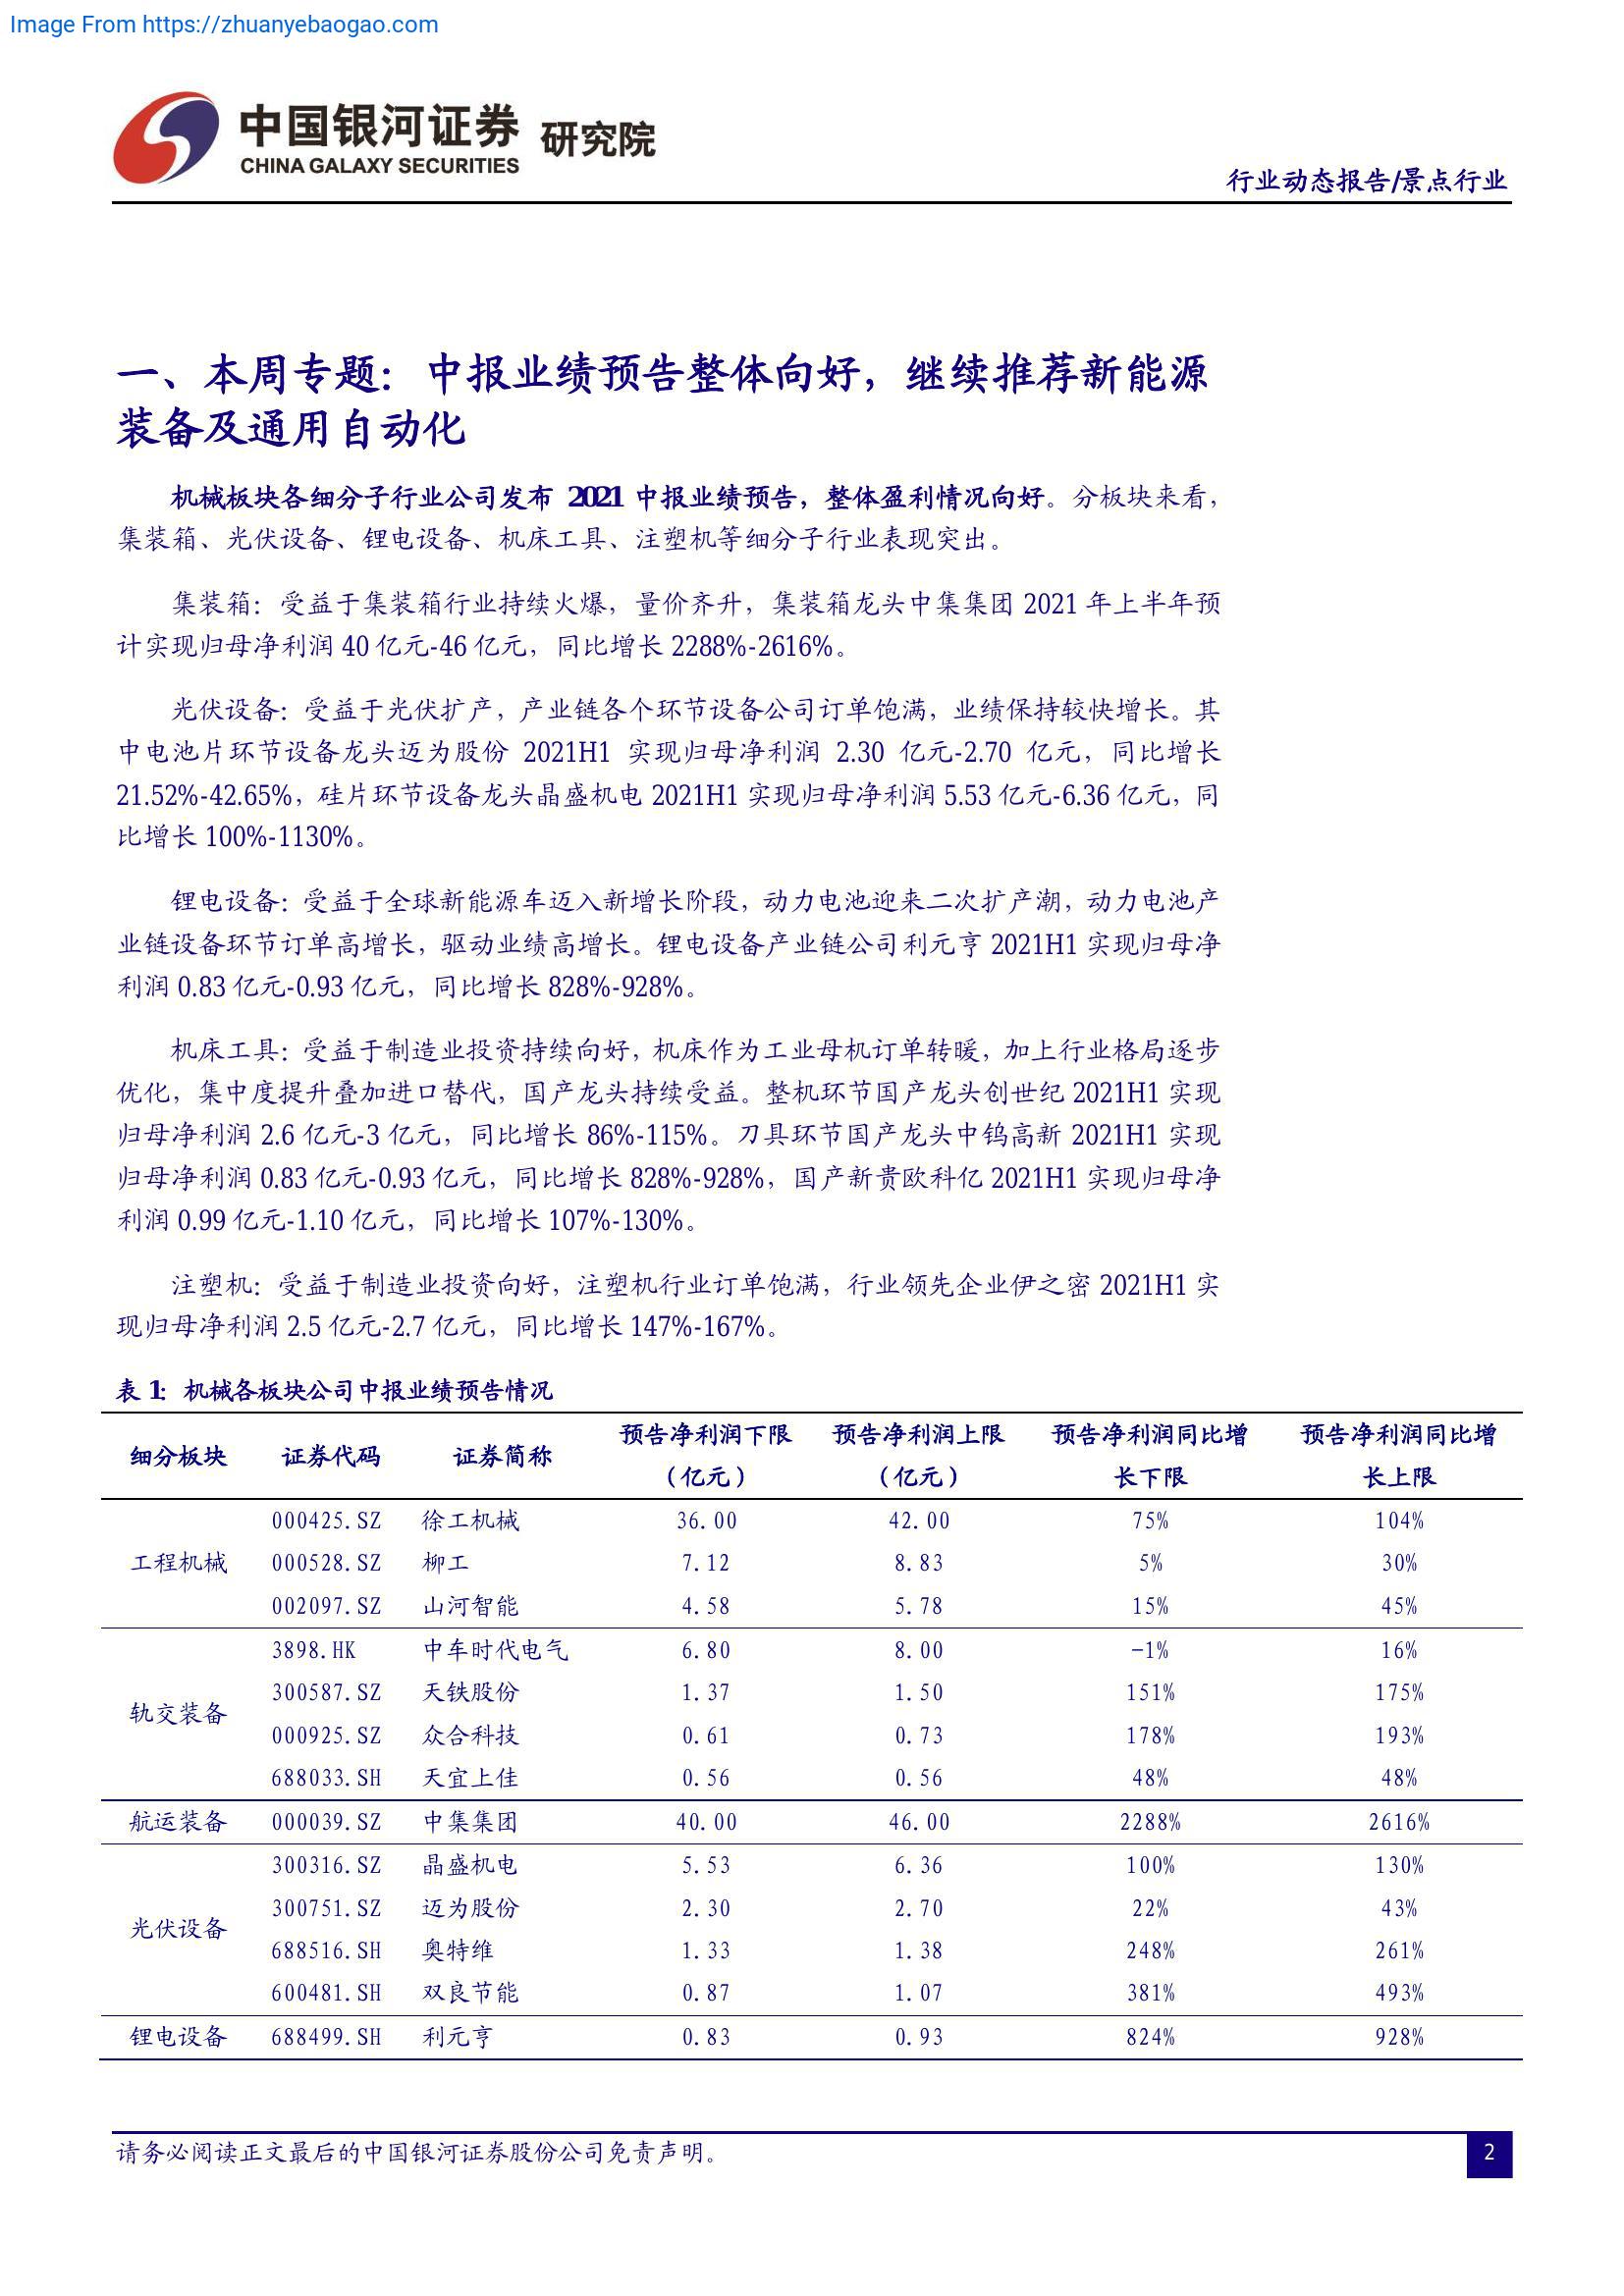 Image From https://zhuanyebaogao.com
中国银河证券 研究院
CHINA GALAXY SECURITIES
行业动态报告/景点行业
一、本周专题：中报业绩预告整体向好，继续推荐新能源
装备及通用自动化
机械板块各细分子行业公司发布 2021 中报业绩预告，整体盈利情况向好。分板块来看，
集装箱、光伏设备、锂电设备、机床工具、注塑机等细分子行业表现突出。
集装箱：受益于集装箱行业持续火爆，量价齐升，集装箱龙头中集集团 2021 年上半年预
计实现归母净利润 40 亿元-46 亿元，同比增长 2288%-2616%。
光伏设备：受益于光伏扩产，产业链各个环节设备公司订单饱满，业绩保持较快增长。其
中电池片环节设备龙头迈为股份 2021H1 实现归母净利润 2.30 亿元-2.70 亿元，同比增长
21.52%-42.65%，硅片环节设备龙头晶盛机电 2021H1 实现归母净利润 5.53 亿元-6.36 亿元，同
比增长 100%-1130%。
锂电设备：受益于全球新能源车迈入新增长阶段，动力电池迎来二次扩产潮，动力电池产
业链设备环节订单高增长，驱动业绩高增长。锂电设备产业链公司利元亨 2021H1 实现归母净
利润 0.83 亿元-0.93 亿元，同比增长 828%-928%。
机床工具：受益于制造业投资持续向好，机床作为工业母机订单转暖，加上行业格局逐步
优化，集中度提升叠加进口替代，国产龙头持续受益。整机环节国产龙头创世纪 2021H1 实现
归母净利润 2.6 亿元-3 亿元，同比增长 86%-115%。刀具环节国产龙头中钨高新 2021H1 实现
归母净利润 0.83 亿元-0.93 亿元，同比增长 828%-928%，国产新贵欧科亿 2021H1 实现归母净
利润 0.99 亿元-1.10 亿元，同比增长 107%-130%。
注塑机：受益于制造业投资向好，注塑机行业订单饱满，行业领先企业伊之密 2021H1 实
现归母净利润 2.5 亿元-2.7 亿元，同比增长 147%-167%。
表 1：机械各板块公司中报业绩预告情况
细分板块 证券代码 证券简称 预告净利润下限 预告净利润上限 预告净利润同比增 预告净利润同比增
（亿元） （亿元） 长下限 长上限
000425.SZ 徐工机械 36.00 42.00 75% 104%
工程机械 000528.SZ 柳工 7.12 8.83 5% 30%
002097.SZ 山河智能 4.58 5.78 15% 45%
3898.HK 中车时代电气 6.80 8.00 -1% 16%
轨交装备 300587.SZ 天铁股份 1.37 1.50 151% 175%
000925.SZ 众合科技 0.61 0.73 178% 193%
688033.SH 天宜上佳 0.56 0.56 48% 48%
航运装备 000039.SZ 中集集团 40.00 46.00 2288% 2616%
300316.SZ 晶盛机电 5.53 6.36 100% 130%
光伏设备 300751.SZ 迈为股份 2.30 2.70 22% 43%
688516.SH 奥特维 1.33 1.38 248% 261%
600481.SH 双良节能 0.87 1.07 381% 493%
锂电设备 688499.SH 利元亨 0.83 0.93 824% 928%
请务必阅读正文最后的中国银河证券股份公司免责声明。
2